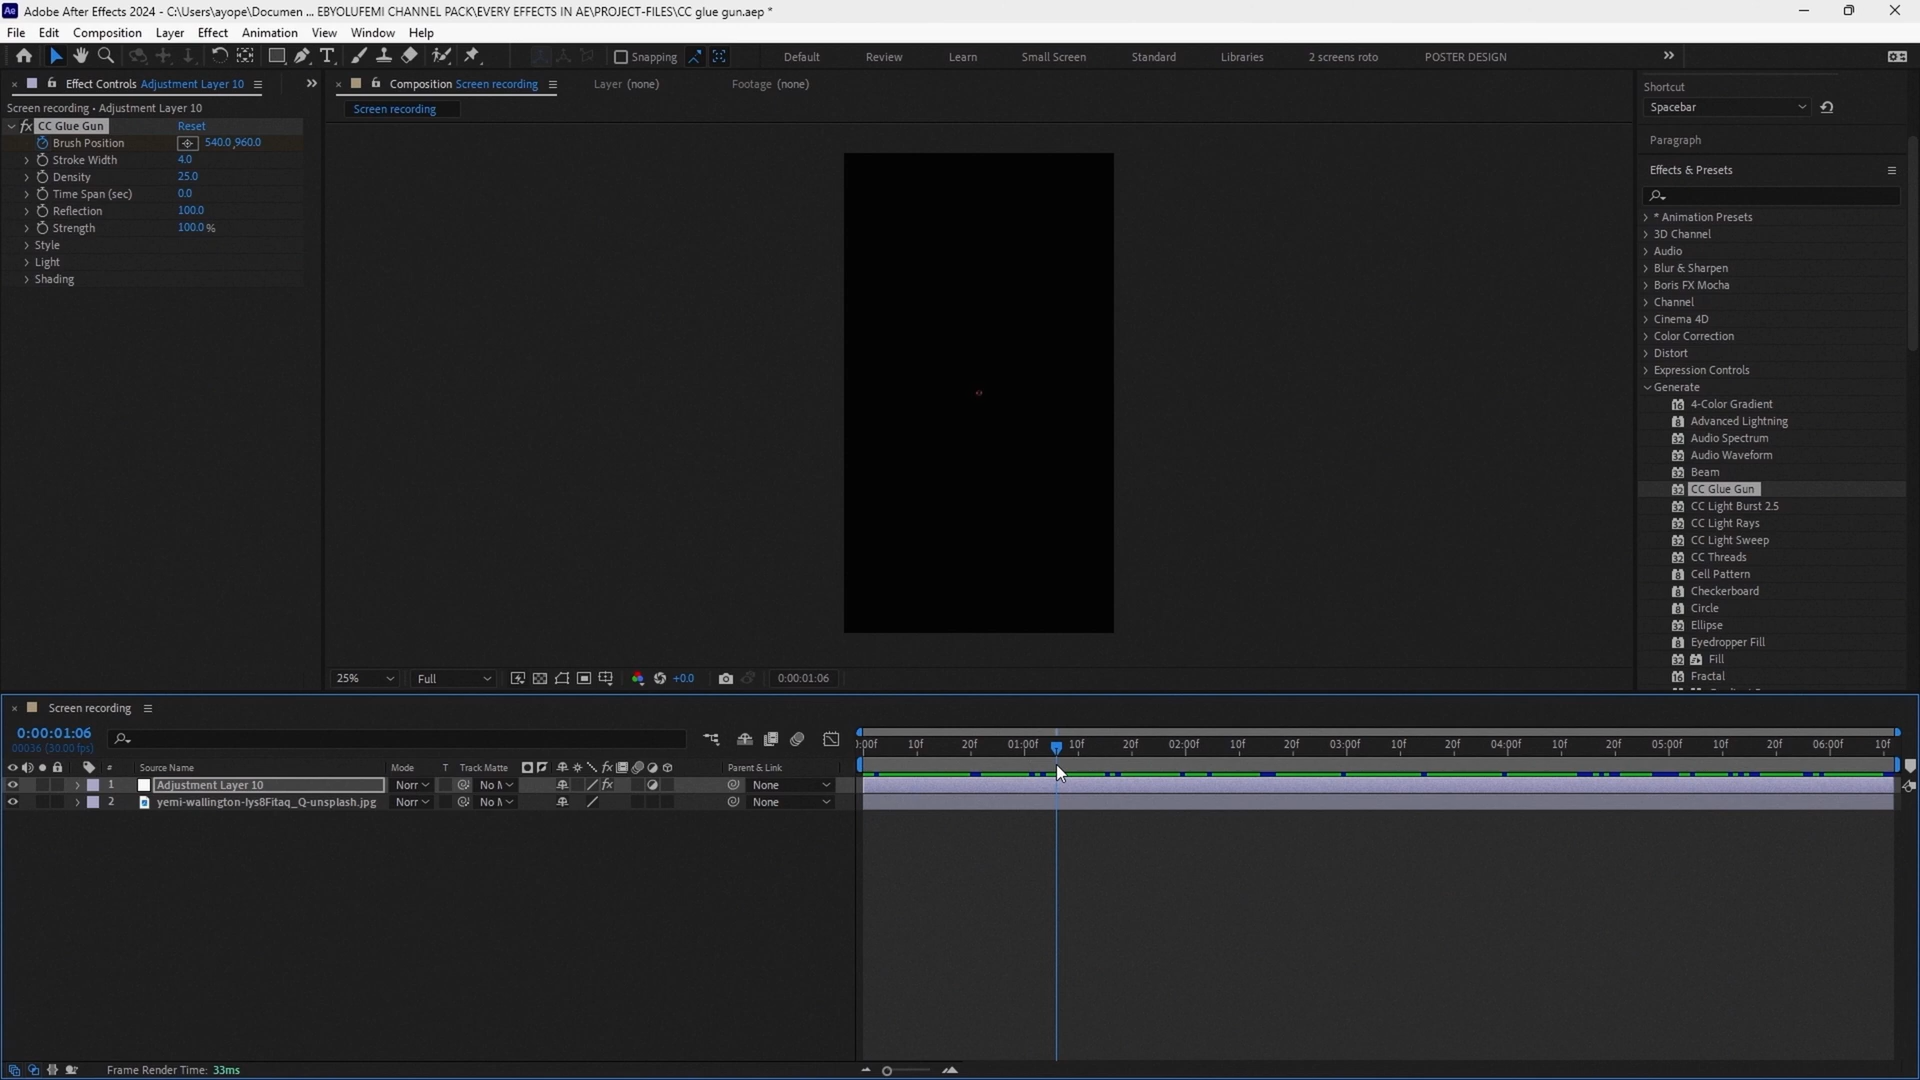 Adobe After Effects 2024 - C:\Users\ayope\Documen ... EBYOLUFEMI CHANNEL PACK\EVERY EFFECTS IN AE\PROJECT-FILES\CC glue gun.aep *
File Edit Composition Layer Effect Animation View Window Help
Snapping Default Review Learn Small Screen Standard Libraries 2 screens roto POSTER DESIGN
Effect Controls Adjustment Layer 10
Screen recording • Adjustment Layer 10
fx CC Glue Gun Reset
Brush Position 540.0,960.0
Stroke Width 4.0
Density 25.0
Time Span (sec) 0.0
Reflection 100.0
Strength 100.0 %
Style
Light
Shading
Composition Screen recording Layer (none) Footage (none)
Screen recording
25% Full +0.0 0:00:01:06
Shortcut
Spacebar
Paragraph
Effects & Presets
* Animation Presets
3D Channel
Audio
Blur & Sharpen
Boris FX Mocha
Channel
Cinema 4D
Color Correction
Distort
Expression Controls
Generate
4-Color Gradient
Advanced Lightning
Audio Spectrum
Audio Waveform
Beam
CC Glue Gun
CC Light Burst 2.5
CC Light Rays
CC Light Sweep
CC Threads
Cell Pattern
Checkerboard
Circle
Ellipse
Eyedropper Fill
Fill
Fractal
Screen recording
0:00:01:06
00036 (30.00 fps)
:00f 10f 20f 01:00f 10f 20f 02:00f 10f 20f 03:00f 10f 20f 04:00f 10f 20f 05:00f 10f 20f 06:00f 10f
# Source Name Mode T Track Matte Parent & Link
1 Adjustment Layer 10 Norr No M None
2 yemi-wallington-lys8Fitaq_Q-unsplash.jpg Norr No M None
Frame Render Time: 33ms